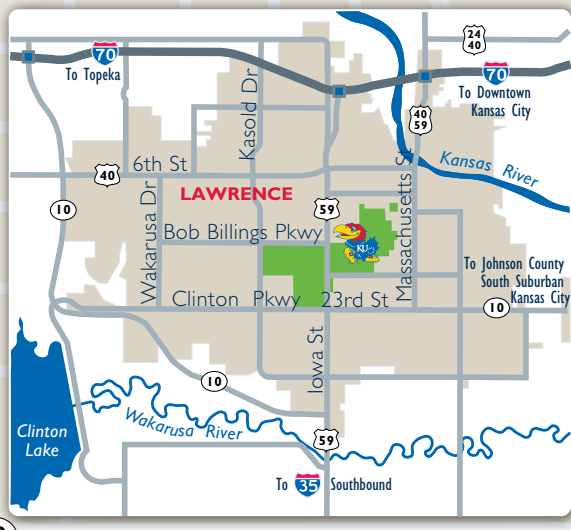 24
40
70
To Topeka
70
To Downtown
Kansas City
Kasold Dr
40
59
6th St
40
Kansas River
Massachusetts St
LAWRENCE
Wakarusa Dr
10
59
Bob Billings Pkwy
KU
To Johnson County
South Suburban
Kansas City
Clinton Pkwy
23rd St
10
Iowa St
10
Wakarusa River
Clinton
Lake
59
To 35 Southbound